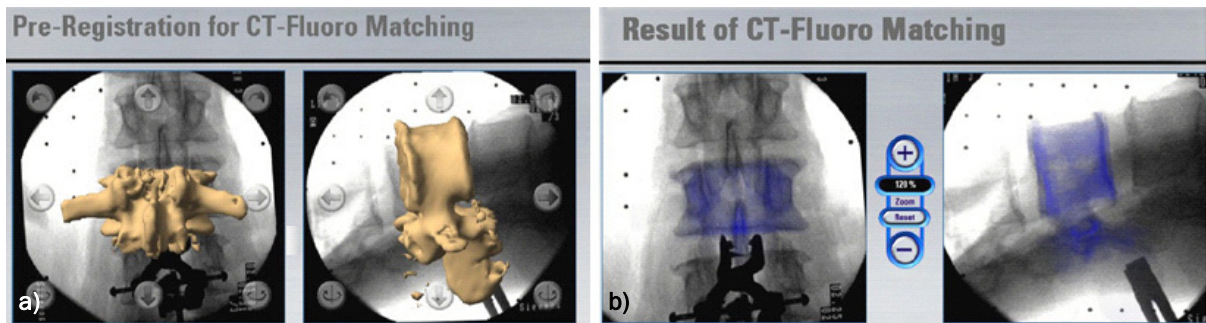 Pre-Registration for CT-Fluoro Matching
a)
Result of CT-Fluoro Matching
+
120 %
Zoom
Reset
−
b)